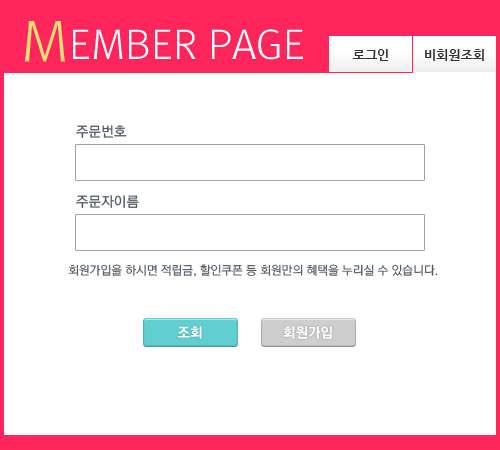 MEMBER PAGE
로그인
비회원조회
주문번호
주문자이름
회원가입을 하시면 적립금, 할인쿠폰 등 회원만의 혜택을 누리실 수 있습니다.
조회
회원가입